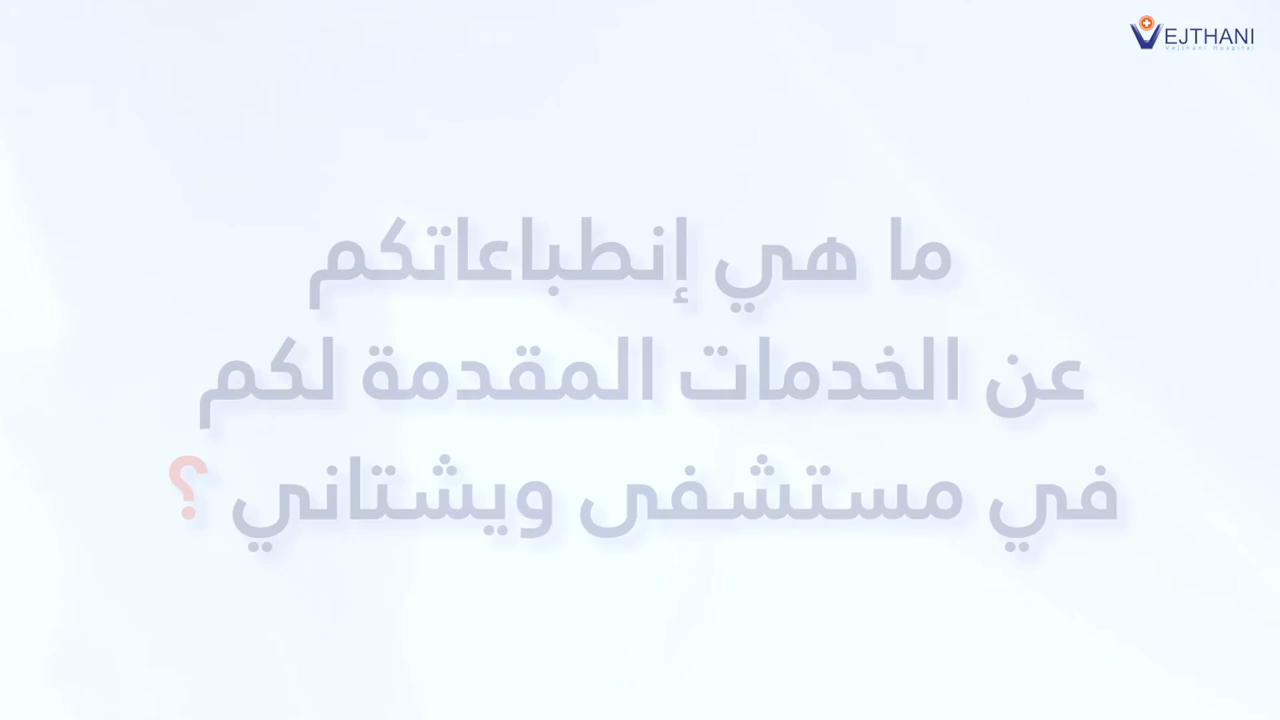 VEJTHANI
Vejthani Hospital
ما هي إنطباعاتكم
عن الخدمات المقدمة لكم
في مستشفى ويشتاني ؟